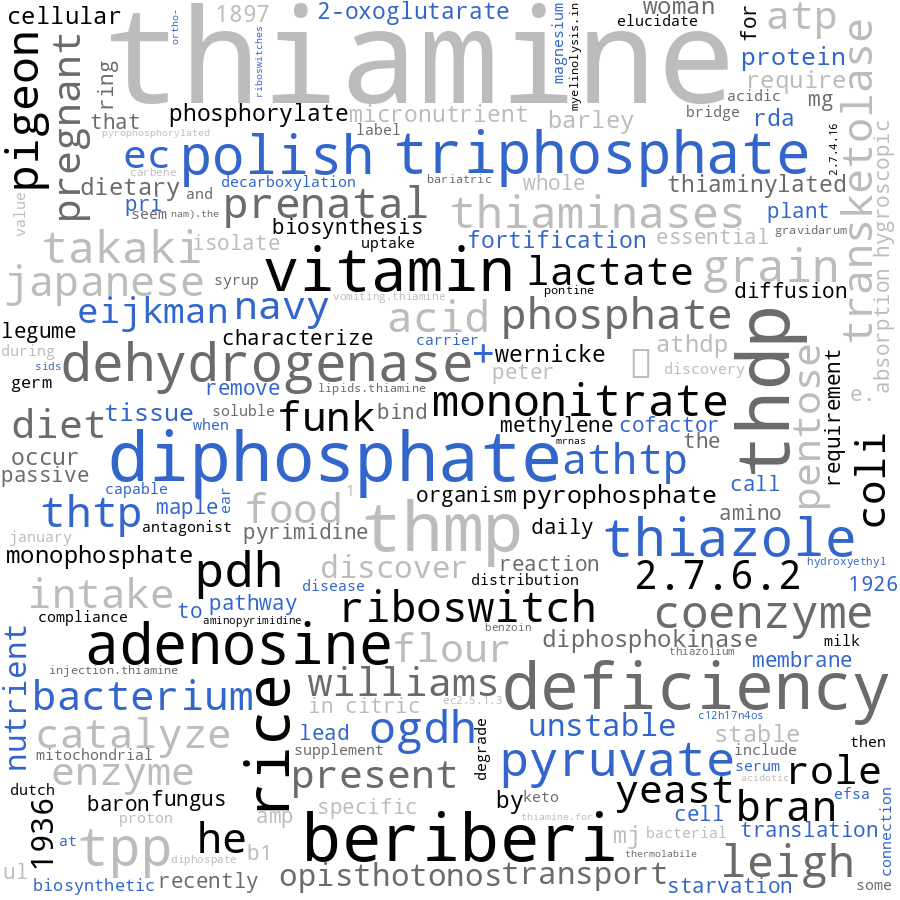 cellular
thiamine
ortho-
1897
riboswitches
2-oxoglutarate
magnesium
myelinolysis.in
woman
elucidate
for
atp
pigeon
pregnant
ring
that
phosphorylate
micronutrient
label
barley
protein
require
acidic
bridge
mg
rda
transketolase
hygroscopic
absorption
pyrophosphorylated
ec
polish
triphosphate
2.7.4.16
carbene
dietary
pri
and
decarboxylation
bariatric
whole
thiaminylated
value
seem
nam).the
prenatal
biosynthesis
uptake
thiaminases
plant
gravidarum
takaki
isolate
fortification
essential
japanese
syrup
vitamin
lactate
pontine
grain
diffusion
eijkman
navy
vomiting.thiamine
acid
phosphate
legume
characterize
carrier
+
wernicke
athdp
during
sids
dehydrogenase
peter
discovery
thdp
germ
remove
lipids.thiamine
mononitrate
pentose
requirement
e.
diet
tissue
soluble
when
funk
bind
methylene
cofactor
mrnas
the
coli
occur
passive
diphosphate
athtp
call
capable
thtp
maple
ear
food
1
organism
pyrophosphate
amino
antagonist
pyrimidine
thmp
daily
thiazole
january
monophosphate
pdh
discover
reaction
hydroxyethyl
distribution
2.7.6.2
1926
intake
disease
to
pathway
riboswitch
coenzyme
compliance
aminopyrimidine
benzoin
diphosphokinase
milk
nutrient
adenosine
flour
thiazolium
membrane
injection.thiamine
williams
deficiency
bacterium
rice
in
citric
ec2.5.1.3
catalyze
lead
ogdh
unstable
c12h17n4os
stable
mitochondrial
supplement
degrade
include
then
enzyme
present
pyruvate
serum
acidotic
role
dutch
baron
fungus
amp
specific
by
keto
yeast
bran
efsa
1936
proton
thiamine.for
cell
connection
at
tpp
he
beriberi
mj
bacterial
translation
diphospate
b1
thermolabile
leigh
ul
biosynthetic
recently
opisthotonos
transport
starvation
some